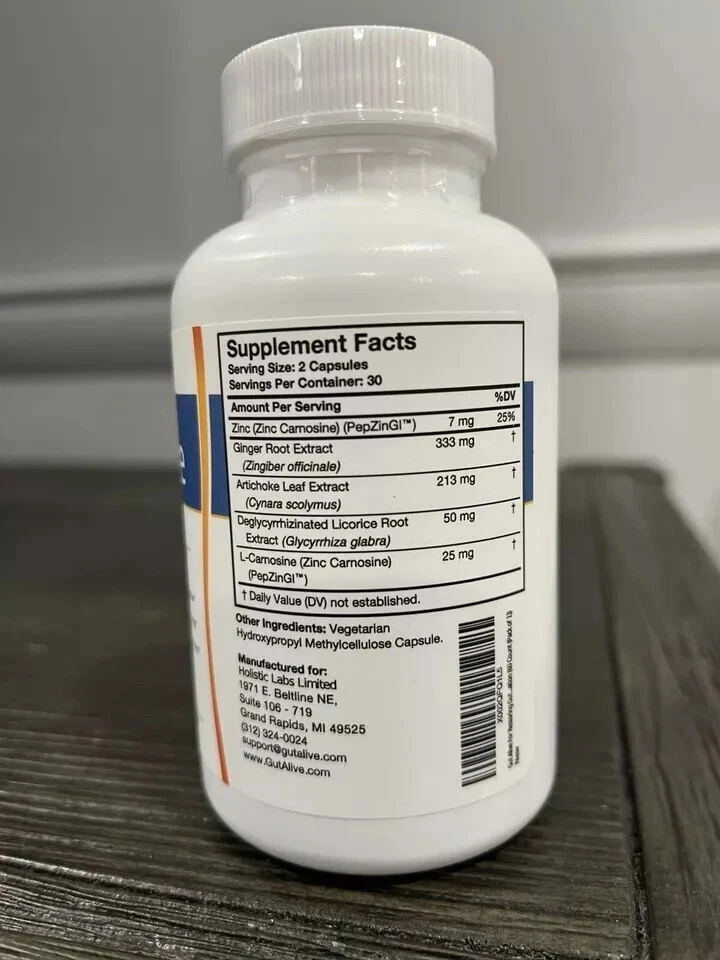 Supplement Facts
Serving Size: 2 Capsules
Servings Per Container: 30
Amount Per Serving %DV
Zinc (Zinc Carnosine) (PepZinGI™) 7 mg 25%
Ginger Root Extract 333 mg †
(Zingiber officinale)
Artichoke Leaf Extract 213 mg †
(Cynara scolymus)
Deglycyrrhizinated Licorice Root 50 mg †
Extract (Glycyrrhiza glabra)
L-Carnosine (Zinc Carnosine) 25 mg †
(PepZinGI™)
† Daily Value (DV) not established.
Other Ingredients: Vegetarian
Hydroxypropyl Methylcellulose Capsule.
Manufactured for:
Holistic Labs Limited
1971 E. Beltline NE,
Suite 106 - 719
Grand Rapids, MI 49525
(312) 324-0024
support@gutalive.com
www.GutAlive.com
e
New